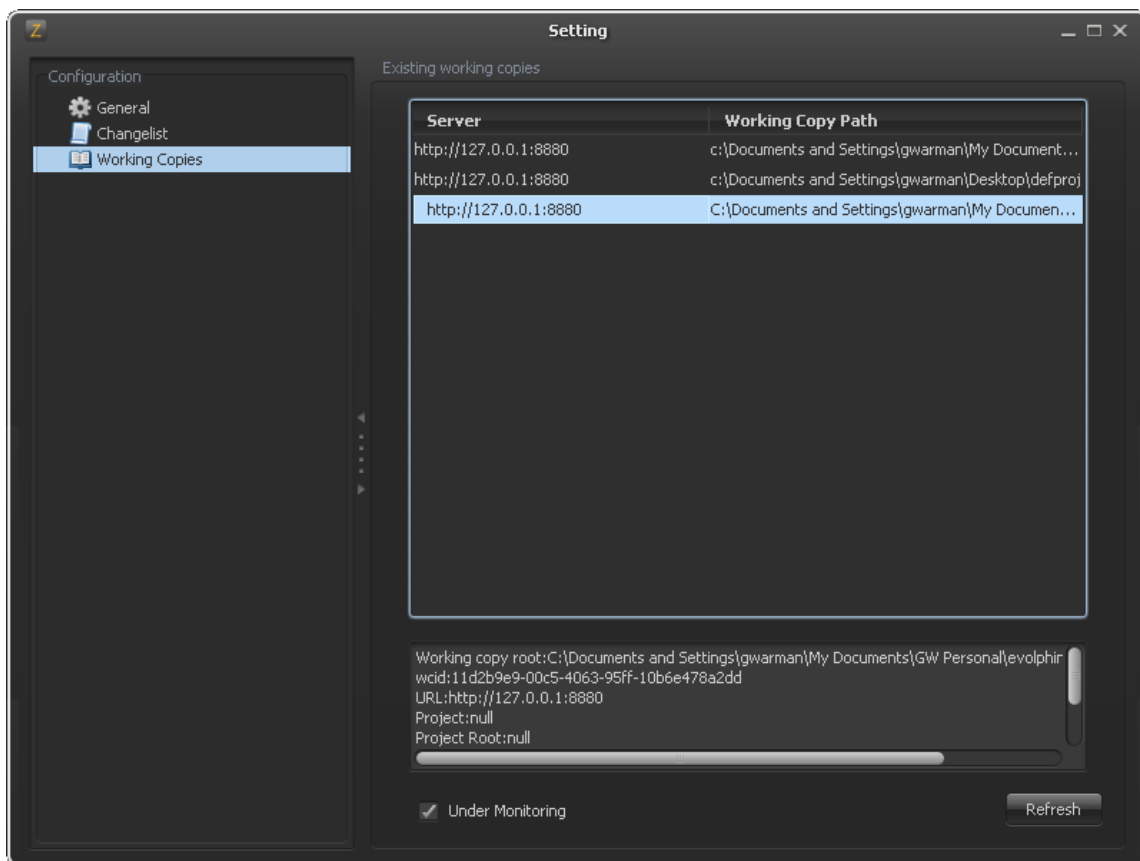 Z
Setting
Configuration
General
Changelist
Working Copies
Existing working copies
Server Working Copy Path
http://127.0.0.1:8880 c:\Documents and Settings\gwarman\My Document...
http://127.0.0.1:8880 c:\Documents and Settings\gwarman\Desktop\defproj
http://127.0.0.1:8880 C:\Documents and Settings\gwarman\My Documen...
Working copy root:C:\Documents and Settings\gwarman\My Documents\GW Personal\evolphin
wcid:11d2b9e9-00c5-4063-95ff-10b6e478a2dd
URL:http://127.0.0.1:8880
Project:null
Project Root:null
Under Monitoring
Refresh